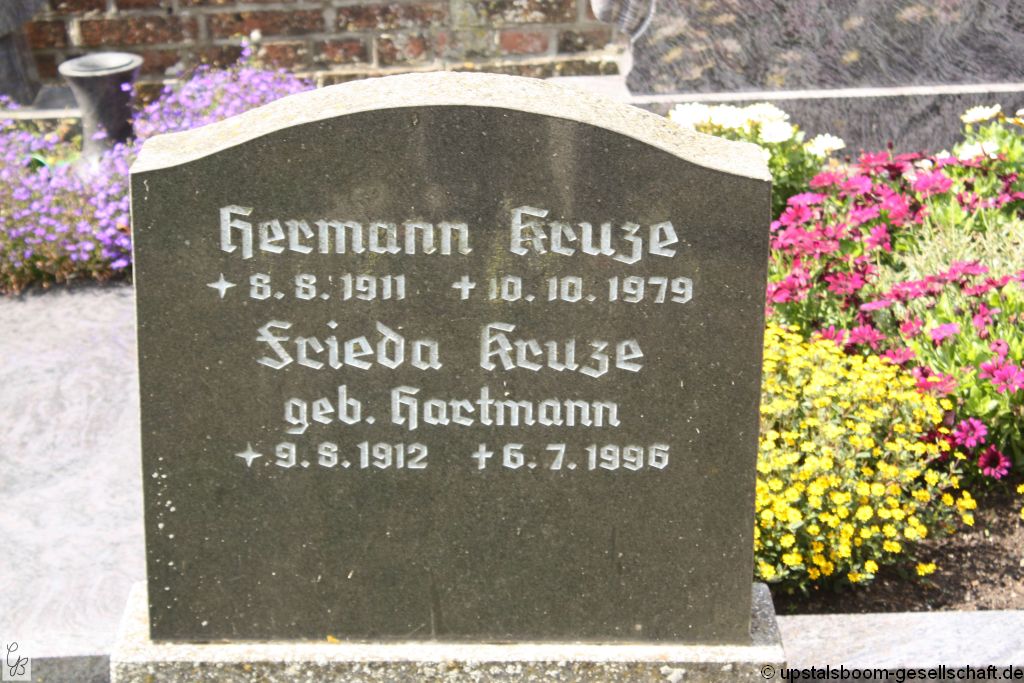 Hermann Kruze
✦ 8. 8. 1911 ✝ 10. 10. 1979
Frieda Kruze
geb. Hartmann
✦ 9. 8. 1912 ✝ 6. 7. 1996
GB
© upstalsboom-gesellschaft.de